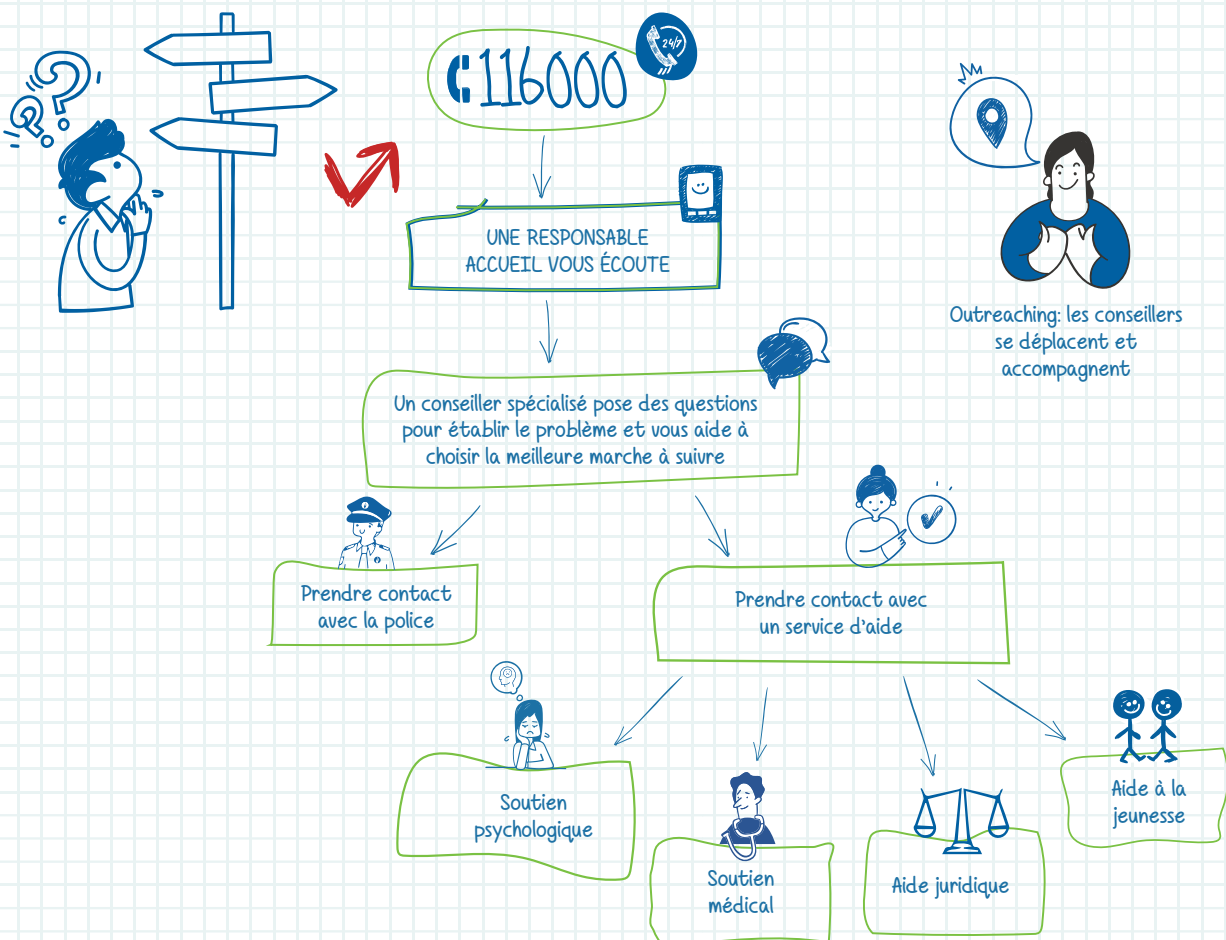 116000
24/7
UNE RESPONSABLE
ACCUEIL VOUS ÉCOUTE
Outreaching: les conseillers
se déplacent et
accompagnent
Un conseiller spécialisé pose des questions
pour établir le problème et vous aide à
choisir la meilleure marche à suivre
Prendre contact
avec la police
Prendre contact avec
un service d'aide
Soutien
psychologique
Soutien
médical
Aide juridique
Aide à la
jeunesse